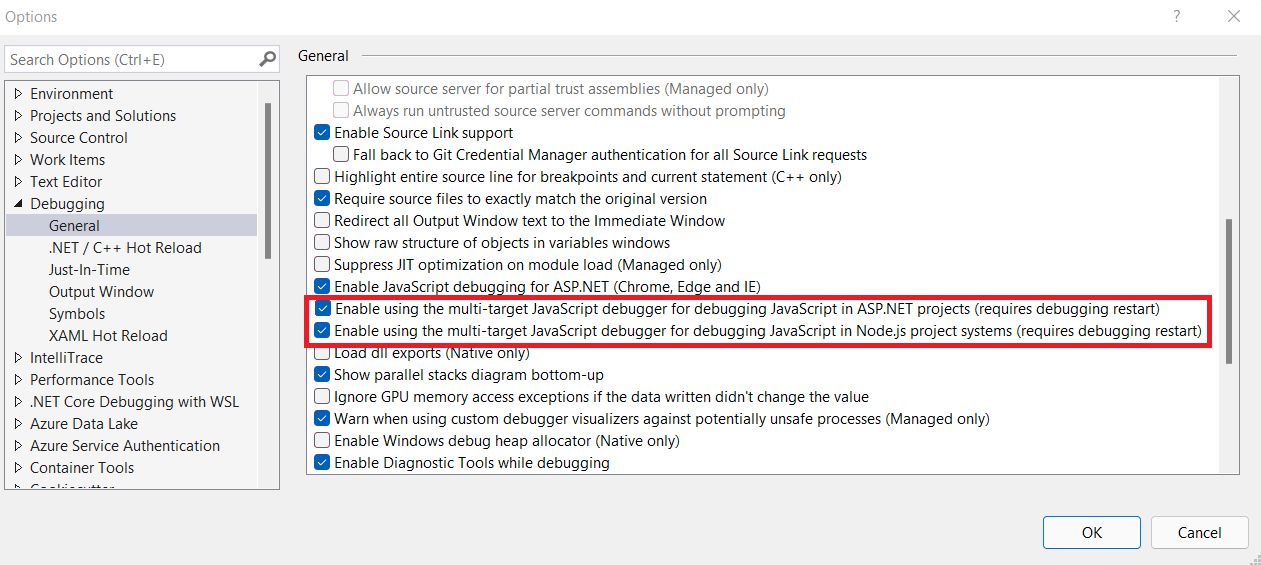 Options
?
Search Options (Ctrl+E)
Environment
Projects and Solutions
Source Control
Work Items
Text Editor
Debugging
General
.NET / C++ Hot Reload
Just-In-Time
Output Window
Symbols
XAML Hot Reload
IntelliTrace
Performance Tools
.NET Core Debugging with WSL
Azure Data Lake
Azure Service Authentication
Container Tools
General
Allow source server for partial trust assemblies (Managed only)
Always run untrusted source server commands without prompting
Enable Source Link support
Fall back to Git Credential Manager authentication for all Source Link requests
Highlight entire source line for breakpoints and current statement (C++ only)
Require source files to exactly match the original version
Redirect all Output Window text to the Immediate Window
Show raw structure of objects in variables windows
Suppress JIT optimization on module load (Managed only)
Enable JavaScript debugging for ASP.NET (Chrome, Edge and IE)
Enable using the multi-target JavaScript debugger for debugging JavaScript in ASP.NET projects (requires debugging restart)
Enable using the multi-target JavaScript debugger for debugging JavaScript in Node.js project systems (requires debugging restart)
Load dll exports (Native only)
Show parallel stacks diagram bottom-up
Ignore GPU memory access exceptions if the data written didn't change the value
Warn when using custom debugger visualizers against potentially unsafe processes (Managed only)
Enable Windows debug heap allocator (Native only)
Enable Diagnostic Tools while debugging
OK
Cancel